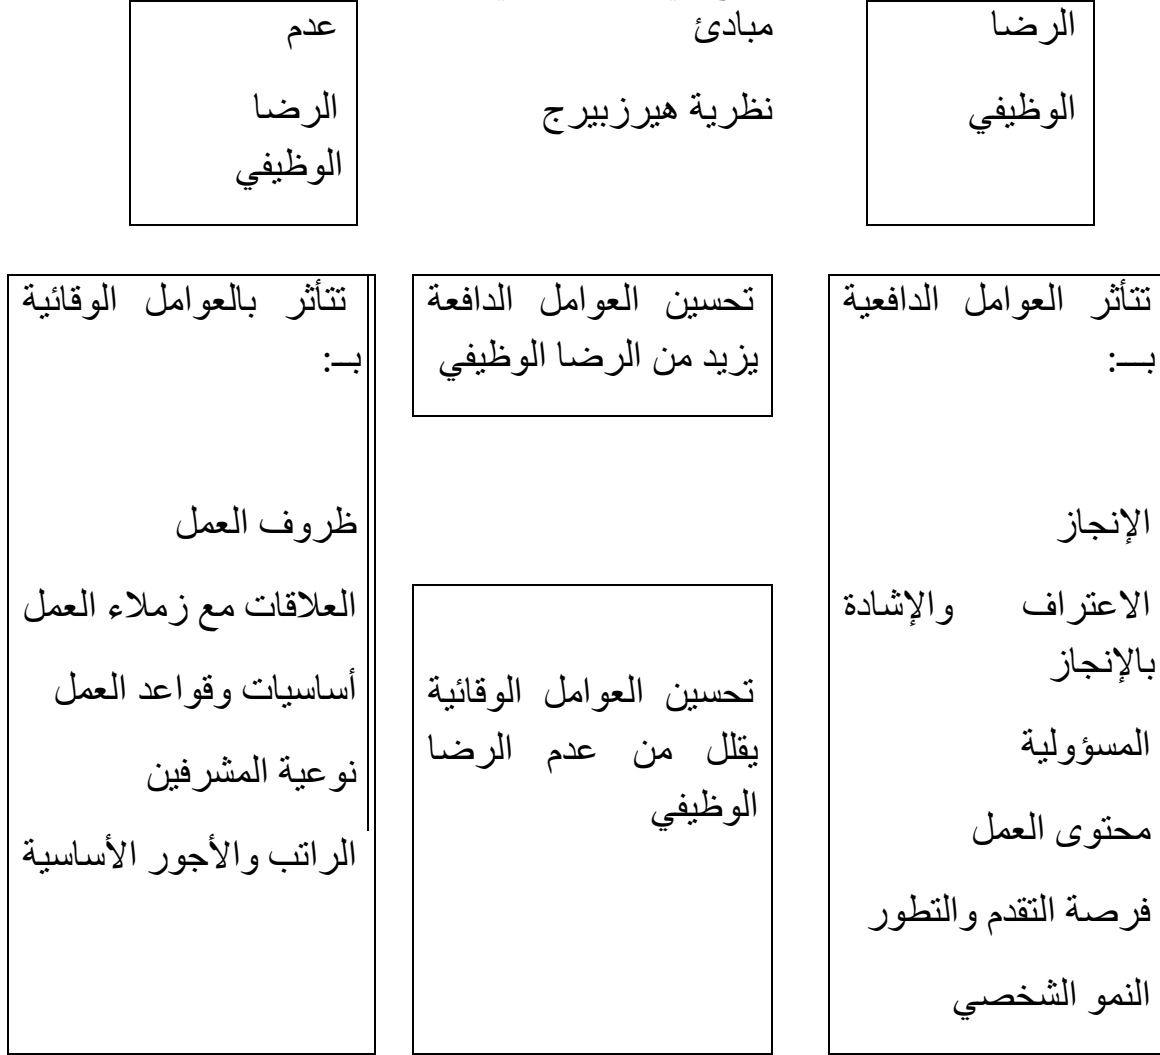 الرضا
الوظيفي
مبادئ
نظرية هيرزبيرج
عدم
الرضا
الوظيفي
تتأثر العوامل الدافعية
بـــ:
الإنجاز
الاعتراف والإشادة
بالإنجاز
المسؤولية
محتوى العمل
فرصة التقدم والتطور
النمو الشخصي
تحسين العوامل الدافعة
يزيد من الرضا الوظيفي
تحسين العوامل الوقائية
يقلل من عدم الرضا
الوظيفي
تتأثر بالعوامل الوقائية
بــ:
ظروف العمل
العلاقات مع زملاء العمل
أساسيات وقواعد العمل
نوعية المشرفين
الراتب والأجور الأساسية